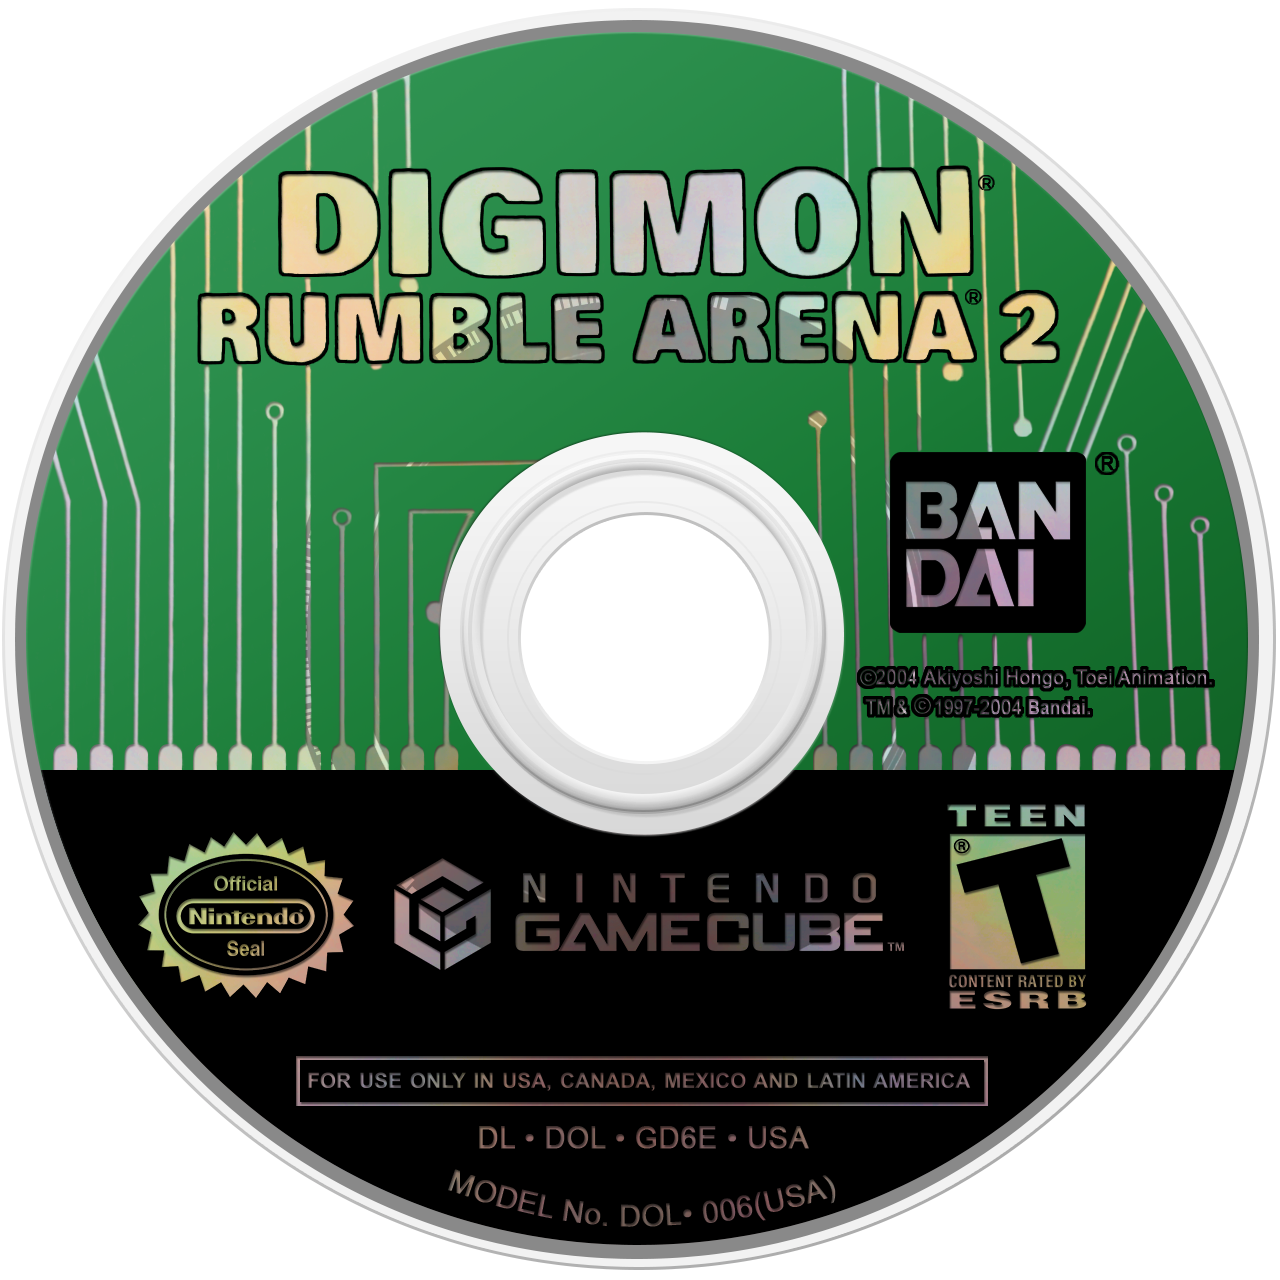 DIGIMON®
RUMBLE ARENA® 2
BAN
DAI
®
©2004 Akiyoshi Hongo, Toei Animation.
TM & © 1997-2004 Bandai.
Official
Nintendo®
Seal
NINTENDO
GAMECUBE™
TEEN
®
T
CONTENT RATED BY
ESRB
FOR USE ONLY IN USA, CANADA, MEXICO AND LATIN AMERICA
DL • DOL • GD6E • USA
MODEL No. DOL• 006(USA)